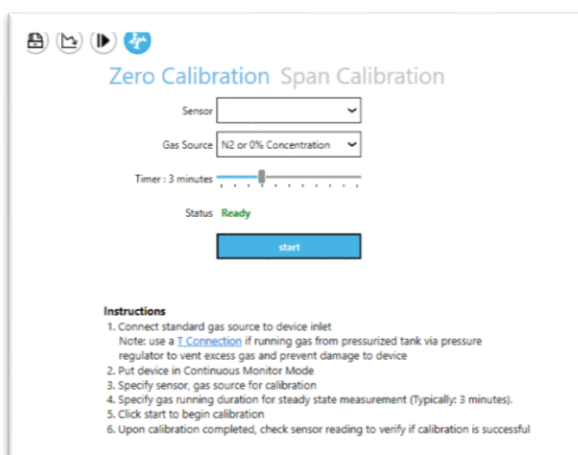 Zero Calibration Span Calibration
Sensor
Gas Source N2 or 0% Concentration
Timer : 3 minutes
Status Ready
start
Instructions
1. Connect standard gas source to device inlet
Note: use a T Connection if running gas from pressurized tank via pressure
regulator to vent excess gas and prevent damage to device
2. Put device in Continuous Monitor Mode
3. Specify sensor, gas source for calibration
4. Specify gas running duration for steady state measurement (Typically: 3 minutes).
5. Click start to begin calibration
6. Upon calibration completed, check sensor reading to verify if calibration is successful